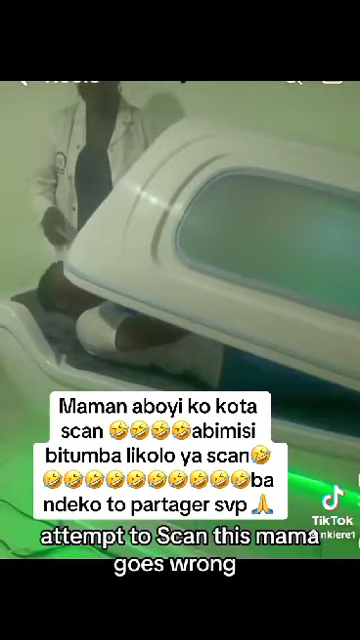 Maman aboyi ko kota
scan 🤣🤣🤣🤣abimisi
bitumba likolo ya scan🤣
🤣🤣🤣🤣🤣🤣🤣🤣🤣🤣ba
ndeko to partager svp 🙏
attempt to Scan this mama
goes wrong
TikTok
nkiere1